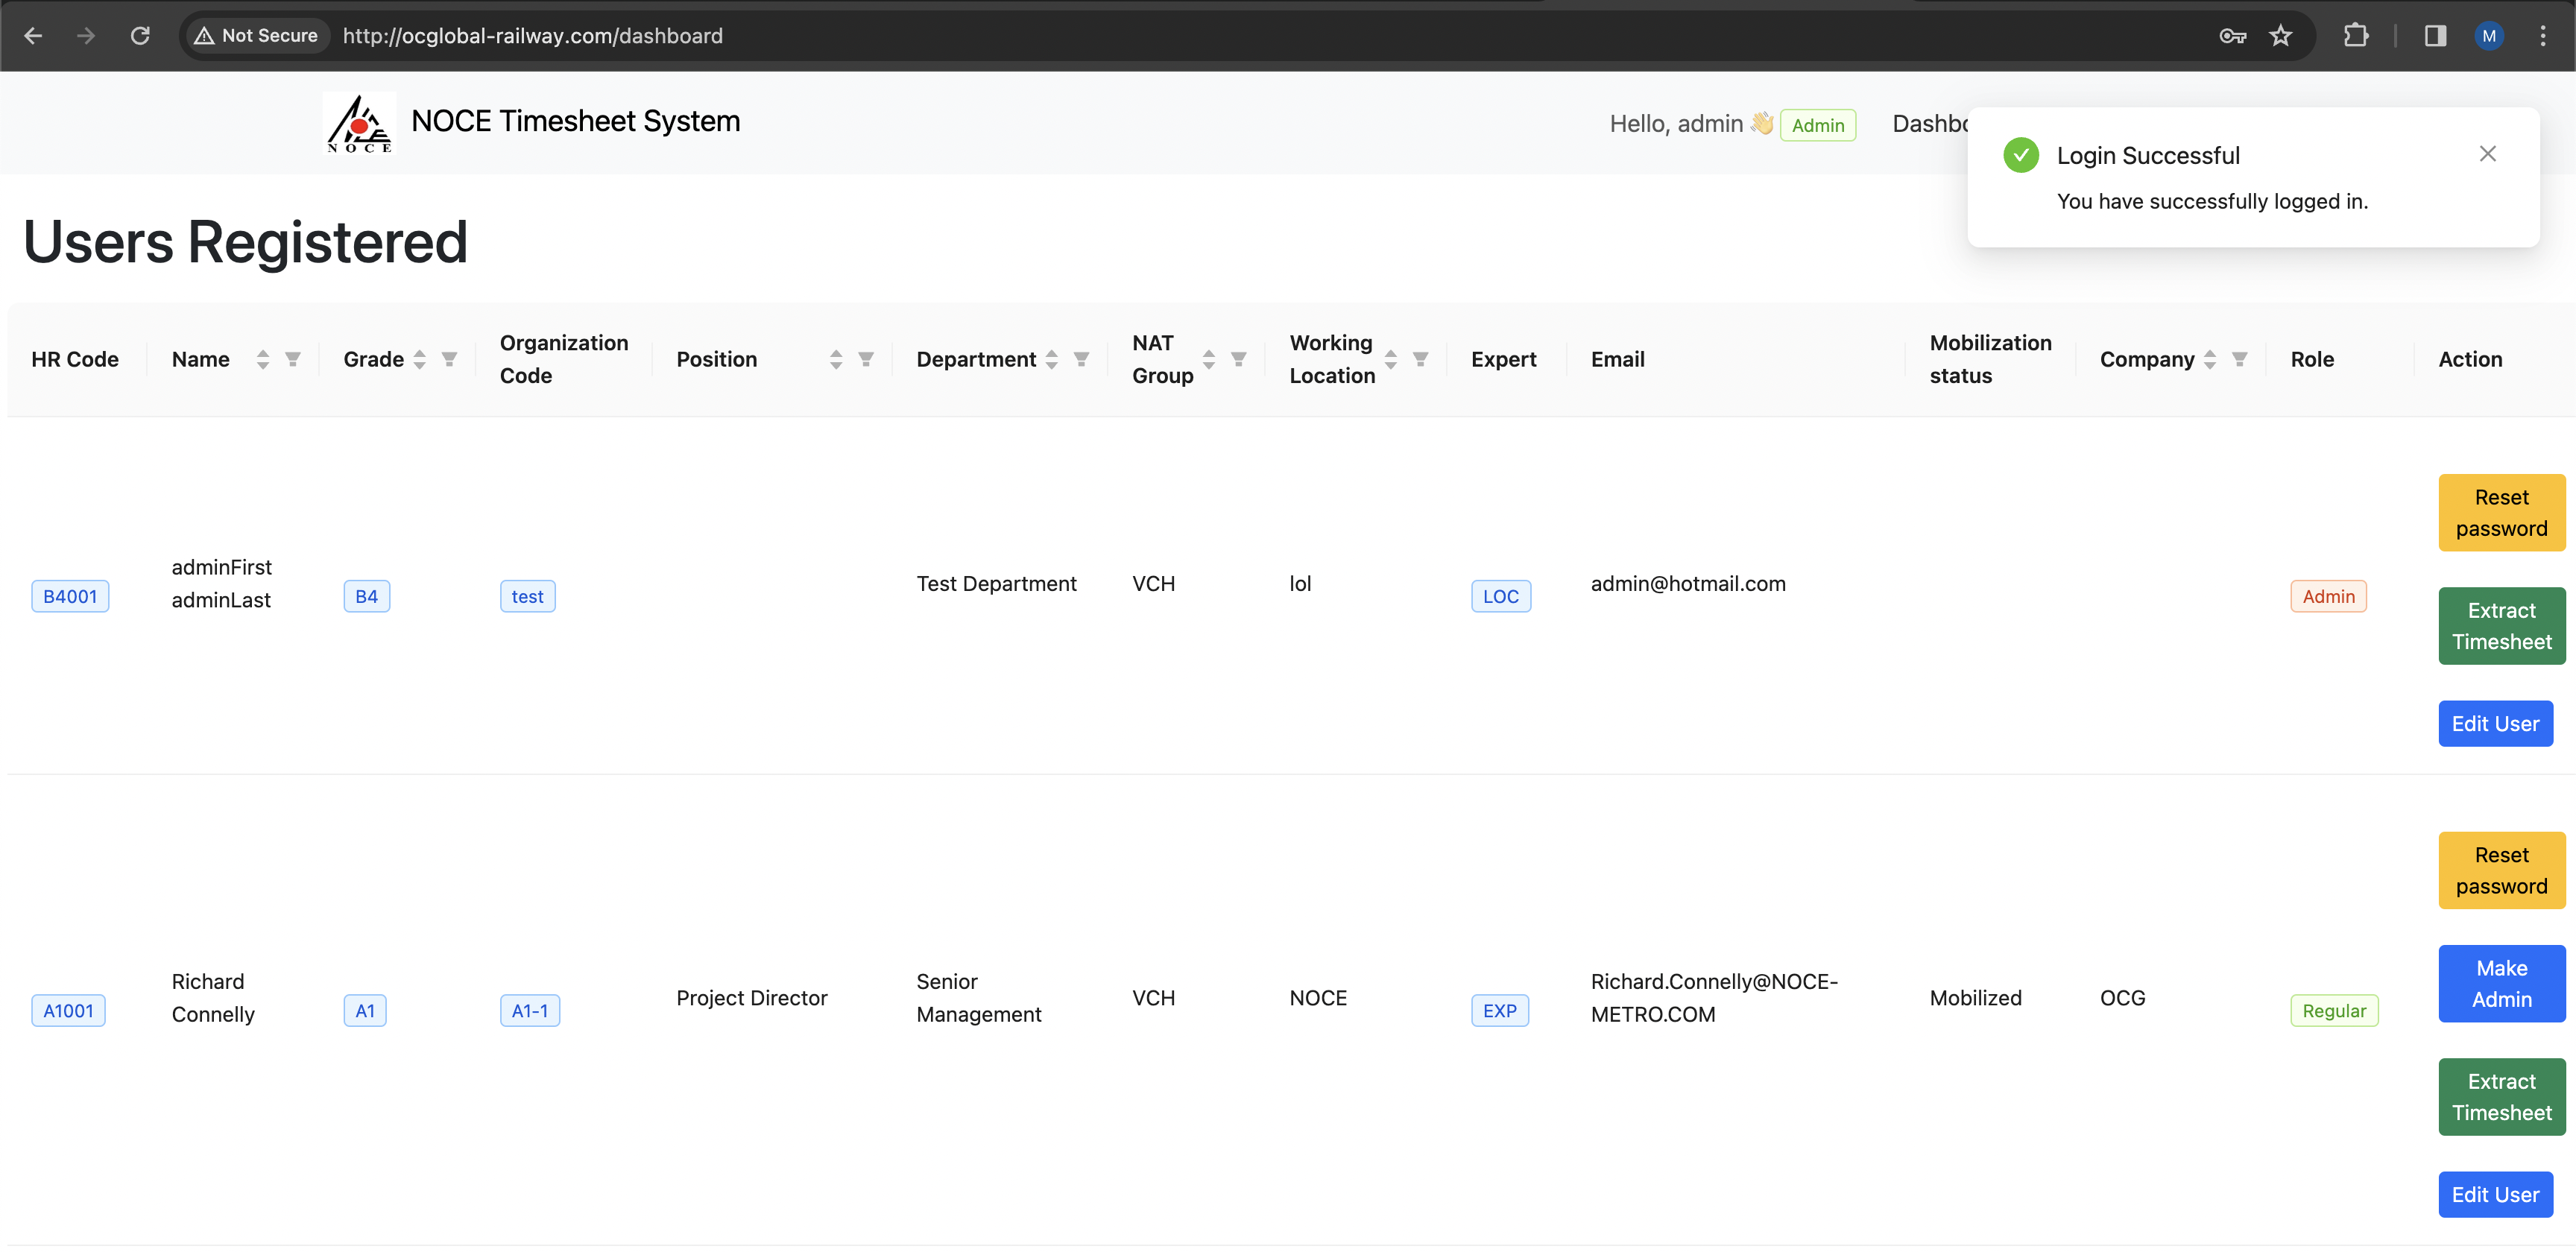 Not Secure http://ocglobal-railway.com/dashboard M
NOCE NOCE Timesheet System
Hello, admin 👋 Admin
Login Successful
You have successfully logged in.
Users Registered
HR Code Name Grade Organization Code Position Department NAT Group Working Location Expert Email Mobilization status Company Role Action
B4001
adminFirst
adminLast
B4
test
Test Department
VCH
lol
LOC
admin@hotmail.com
Admin
Reset
password
Extract
Timesheet
Edit User
A1001
Richard
Connelly
A1
A1-1
Project Director
Senior
Management
VCH
NOCE
EXP
Richard.Connelly@NOCE-
METRO.COM
Mobilized
OCG
Regular
Reset
password
Make
Admin
Extract
Timesheet
Edit User